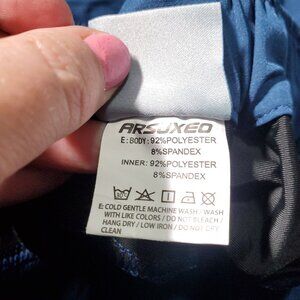 ARSUXEO
E: BODY: 92%POLYESTER
8%SPANDEX
INNER: 92%POLYESTER
8%SPANDEX
E: COLD GENTLE MACHINE WASH / WASH
WITH LIKE COLORS / DO NOT BLEACH /
HANG DRY / LOW IRON / DO NOT DRY
CLEAN